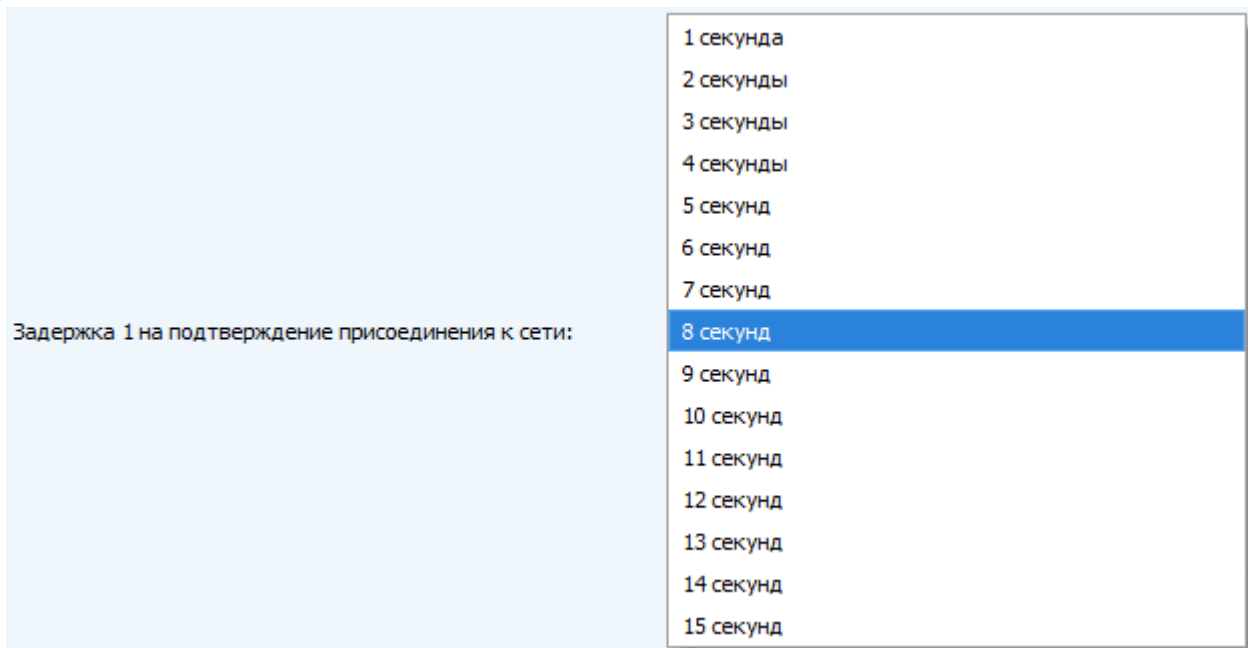 1 секунда
2 секунды
3 секунды
4 секунды
5 секунд
6 секунд
7 секунд
Задержка 1 на подтверждение присоединения к сети:
8 секунд
9 секунд
10 секунд
11 секунд
12 секунд
13 секунд
14 секунд
15 секунд